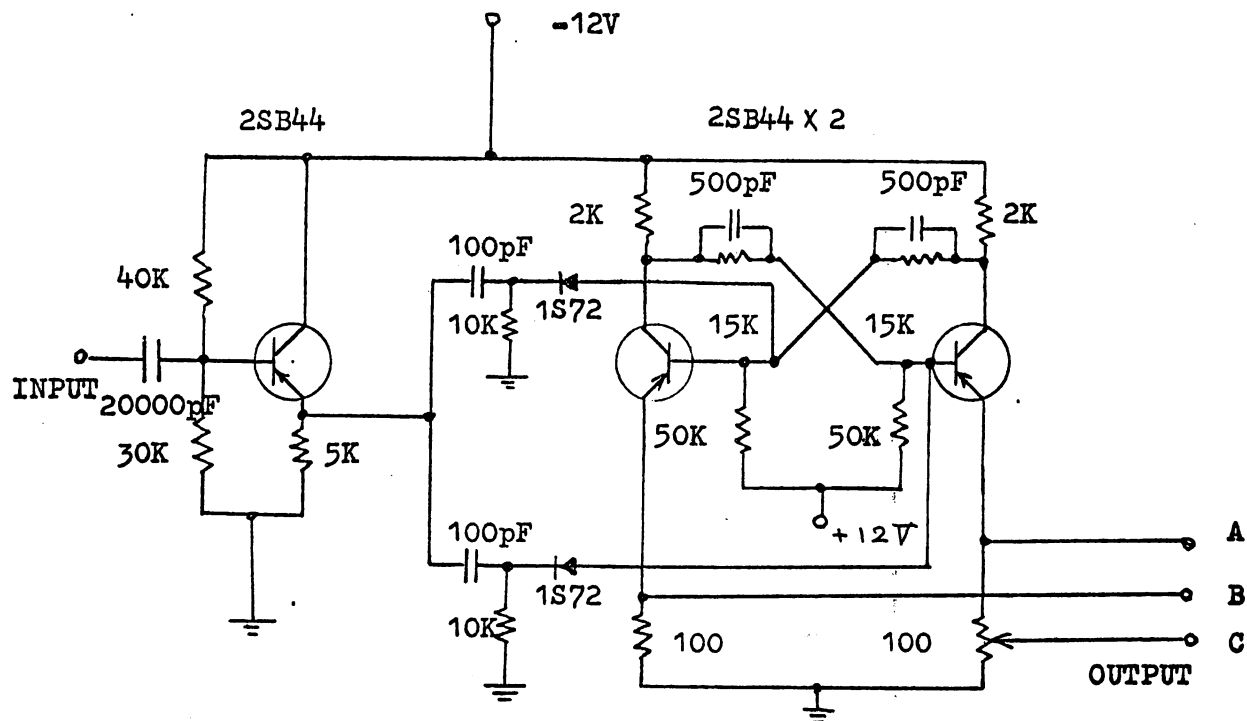 -12V
2SB44
2SB44 X 2
500pF
500pF
2K
2K
100pF
40K
1S72
10K
15K
15K
INPUT
20000pF
30K
5K
50K
50K
100pF
+12V
A
1S72
B
10K
100
100
C
OUTPUT